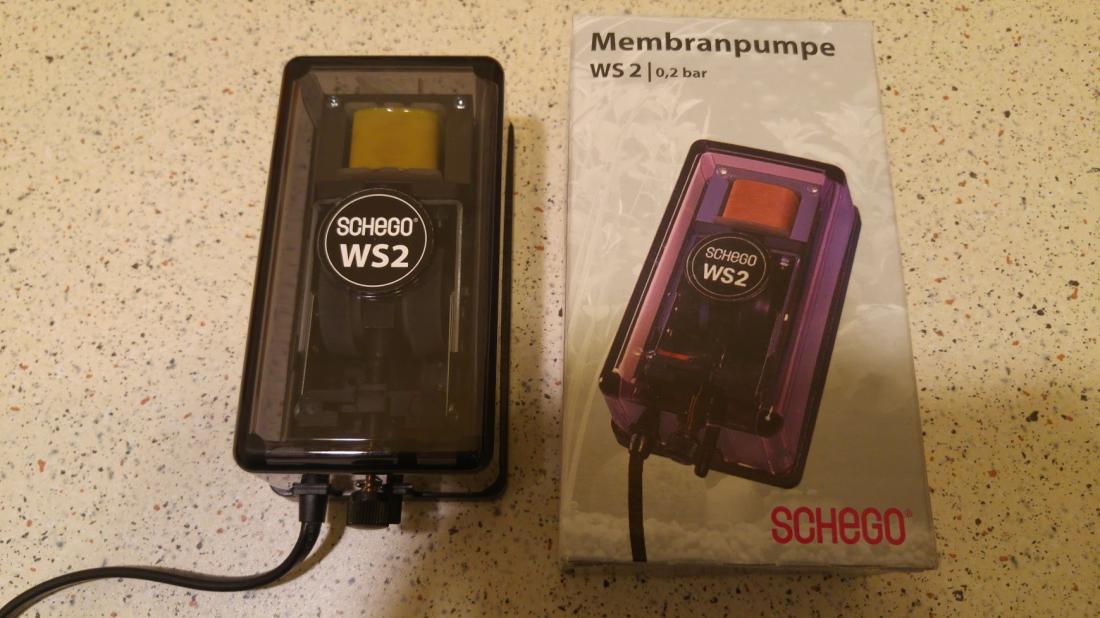 SCHEGO®
WS2
Membranpumpe
WS 2 | 0,2 bar
SCHEGO
WS2
SCHEGO®